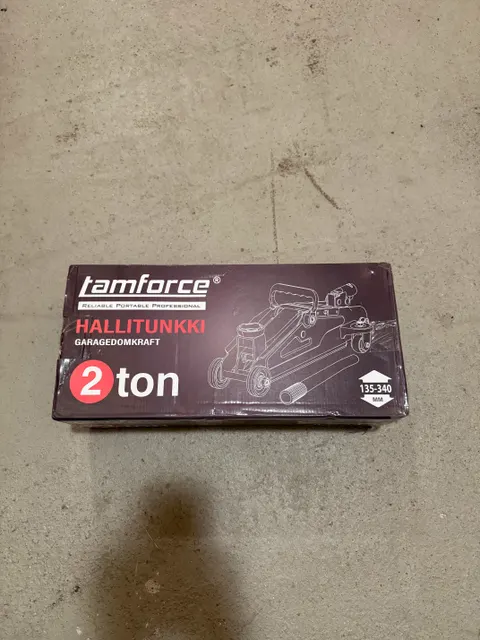 tamforce®
RELIABLE PORTABLE PROFESSIONAL
HALLITUNKKI
GARAGEDOMKRAFT
2 ton
135-340
MM